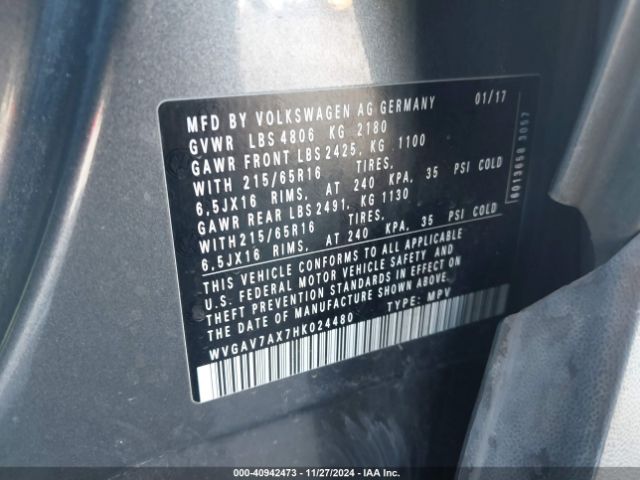 MFD BY VOLKSWAGEN AG GERMANY 01/17
GVWR LBS 4806 KG 2180
GAWR FRONT LBS 2425, KG 1100
WITH 215/65R16 TIRES,
6,5JX16 RIMS, AT 240 KPA, 35 PSI COLD
GAWR REAR LBS 2491, KG 1130
WITH 215/65R16 TIRES,
6,5JX16 RIMS, AT 240 KPA, 35 PSI COLD
THIS VEHICLE CONFORMS TO ALL APPLICABLE
U.S. FEDERAL MOTOR VEHICLE SAFETY AND
THEFT PREVENTION STANDARDS IN EFFECT ON
THE DATE OF MANUFACTURE SHOWN ABOVE.
WVGAV7AX7HK024480 TYPE: MPV
6013658 3057
000-40942473 - 11/27/2024 - IAA Inc.